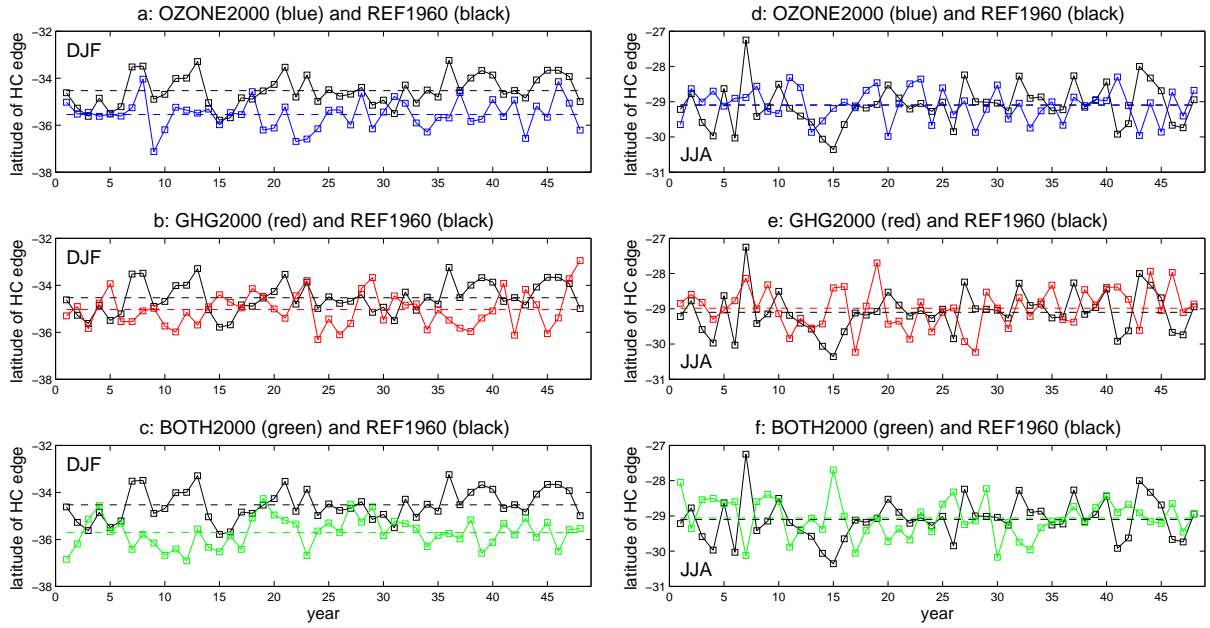 a: OZONE2000 (blue) and REF1960 (black)
latitude of HC edge
DJF
−32
−34
−36
−38
0 5 10 15 20 25 30 35 40 45
b: GHG2000 (red) and REF1960 (black)
latitude of HC edge
DJF
−32
−34
−36
−38
0 5 10 15 20 25 30 35 40 45
c: BOTH2000 (green) and REF1960 (black)
latitude of HC edge
DJF
−32
−34
−36
−38
0 5 10 15 20 25 30 35 40 45
year
d: OZONE2000 (blue) and REF1960 (black)
latitude of HC edge
−27
−28
−29
−30
−31
JJA
0 5 10 15 20 25 30 35 40 45
e: GHG2000 (red) and REF1960 (black)
latitude of HC edge
−27
−28
−29
−30
−31
JJA
0 5 10 15 20 25 30 35 40 45
f: BOTH2000 (green) and REF1960 (black)
latitude of HC edge
−27
−28
−29
−30
−31
JJA
0 5 10 15 20 25 30 35 40 45
year